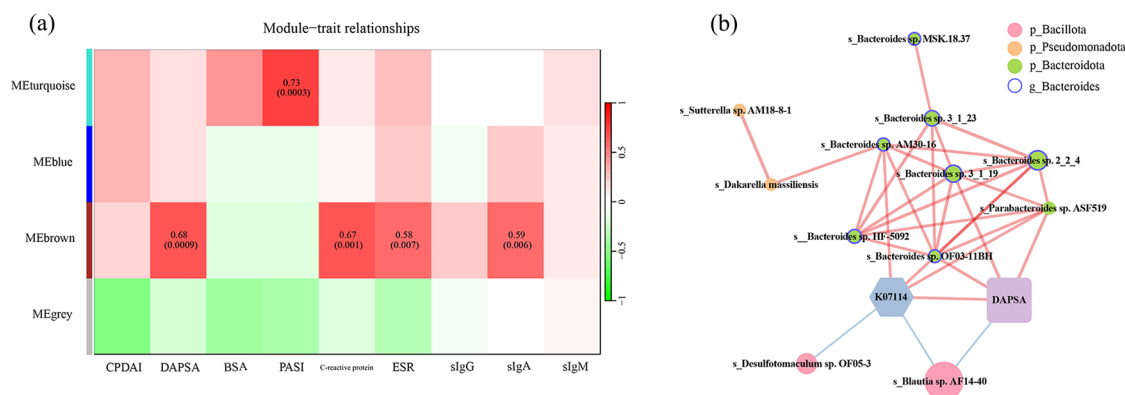 (a)
Module-trait relationships
MEturquoise
MEblue
MEbrown
MEgrey
0.73
(0.0003)
0.68
(0.0009)
0.67
(0.001)
0.58
(0.007)
0.59
(0.006)
CPDAI DAPSA BSA PASI C-reactive protein ESR sIgG sIgA sIgM
1
0.5
0
-0.5
-1
(b)
p_Bacillota
p_Pseudomonadota
p_Bacteroidota
g_Bacteroides
s_Bacteroides sp. MSK.18.37
s_Sutterella sp. AM18-8-1
s_Bacteroides sp. 3_1_23
s_Bacteroides sp. AM30-16
s_Bacteroides sp. 2_2_4
s_Bacteroides sp. 3_1_19
s_Dakarella massiliensis
s_Parabacteroides sp. ASF519
s__Bacteroides sp. HF-5092
s_Bacteroides sp. OF03-11BH
K07114
DAPSA
s_Desulfotomaculum sp. OF05-3
s_Blautia sp. AF14-40